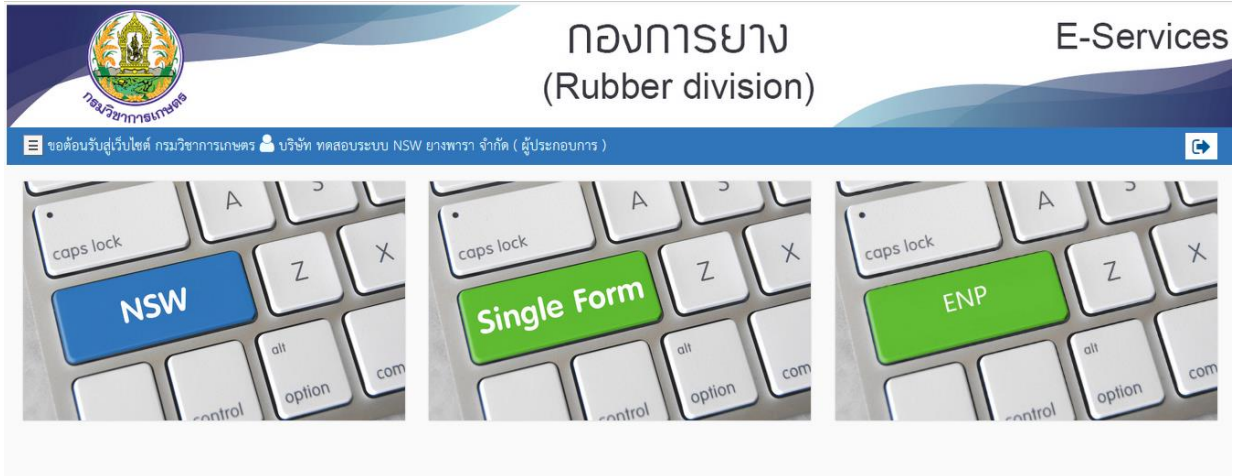 กองการยาง
(Rubber division)
E-Services
กรมวิชาการเกษตร
ขอต้อนรับสู่เว็บไซต์ กรมวิชาการเกษตร บริษัท ทดสอบระบบ NSW ยางพารา จำกัด ( ผู้ประกอบการ )
A S
caps lock
Z X
NSW
alt
control option com
A S
caps lock
Z X
Single Form
alt
control option com
A S
caps lock
Z X
ENP
alt
control option com